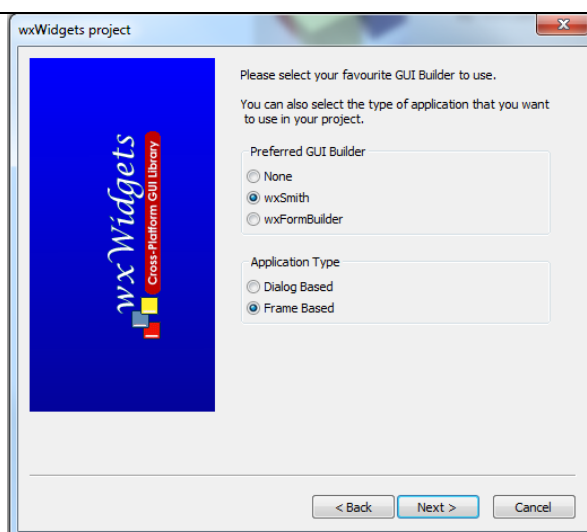 wxWidgets project
wxWidgets
Cross-Platform GUI Library
Please select your favourite GUI Builder to use.
You can also select the type of application that you want
to use in your project.
Preferred GUI Builder
None
wxSmith
wxFormBuilder
Application Type
Dialog Based
Frame Based
< Back
Next >
Cancel